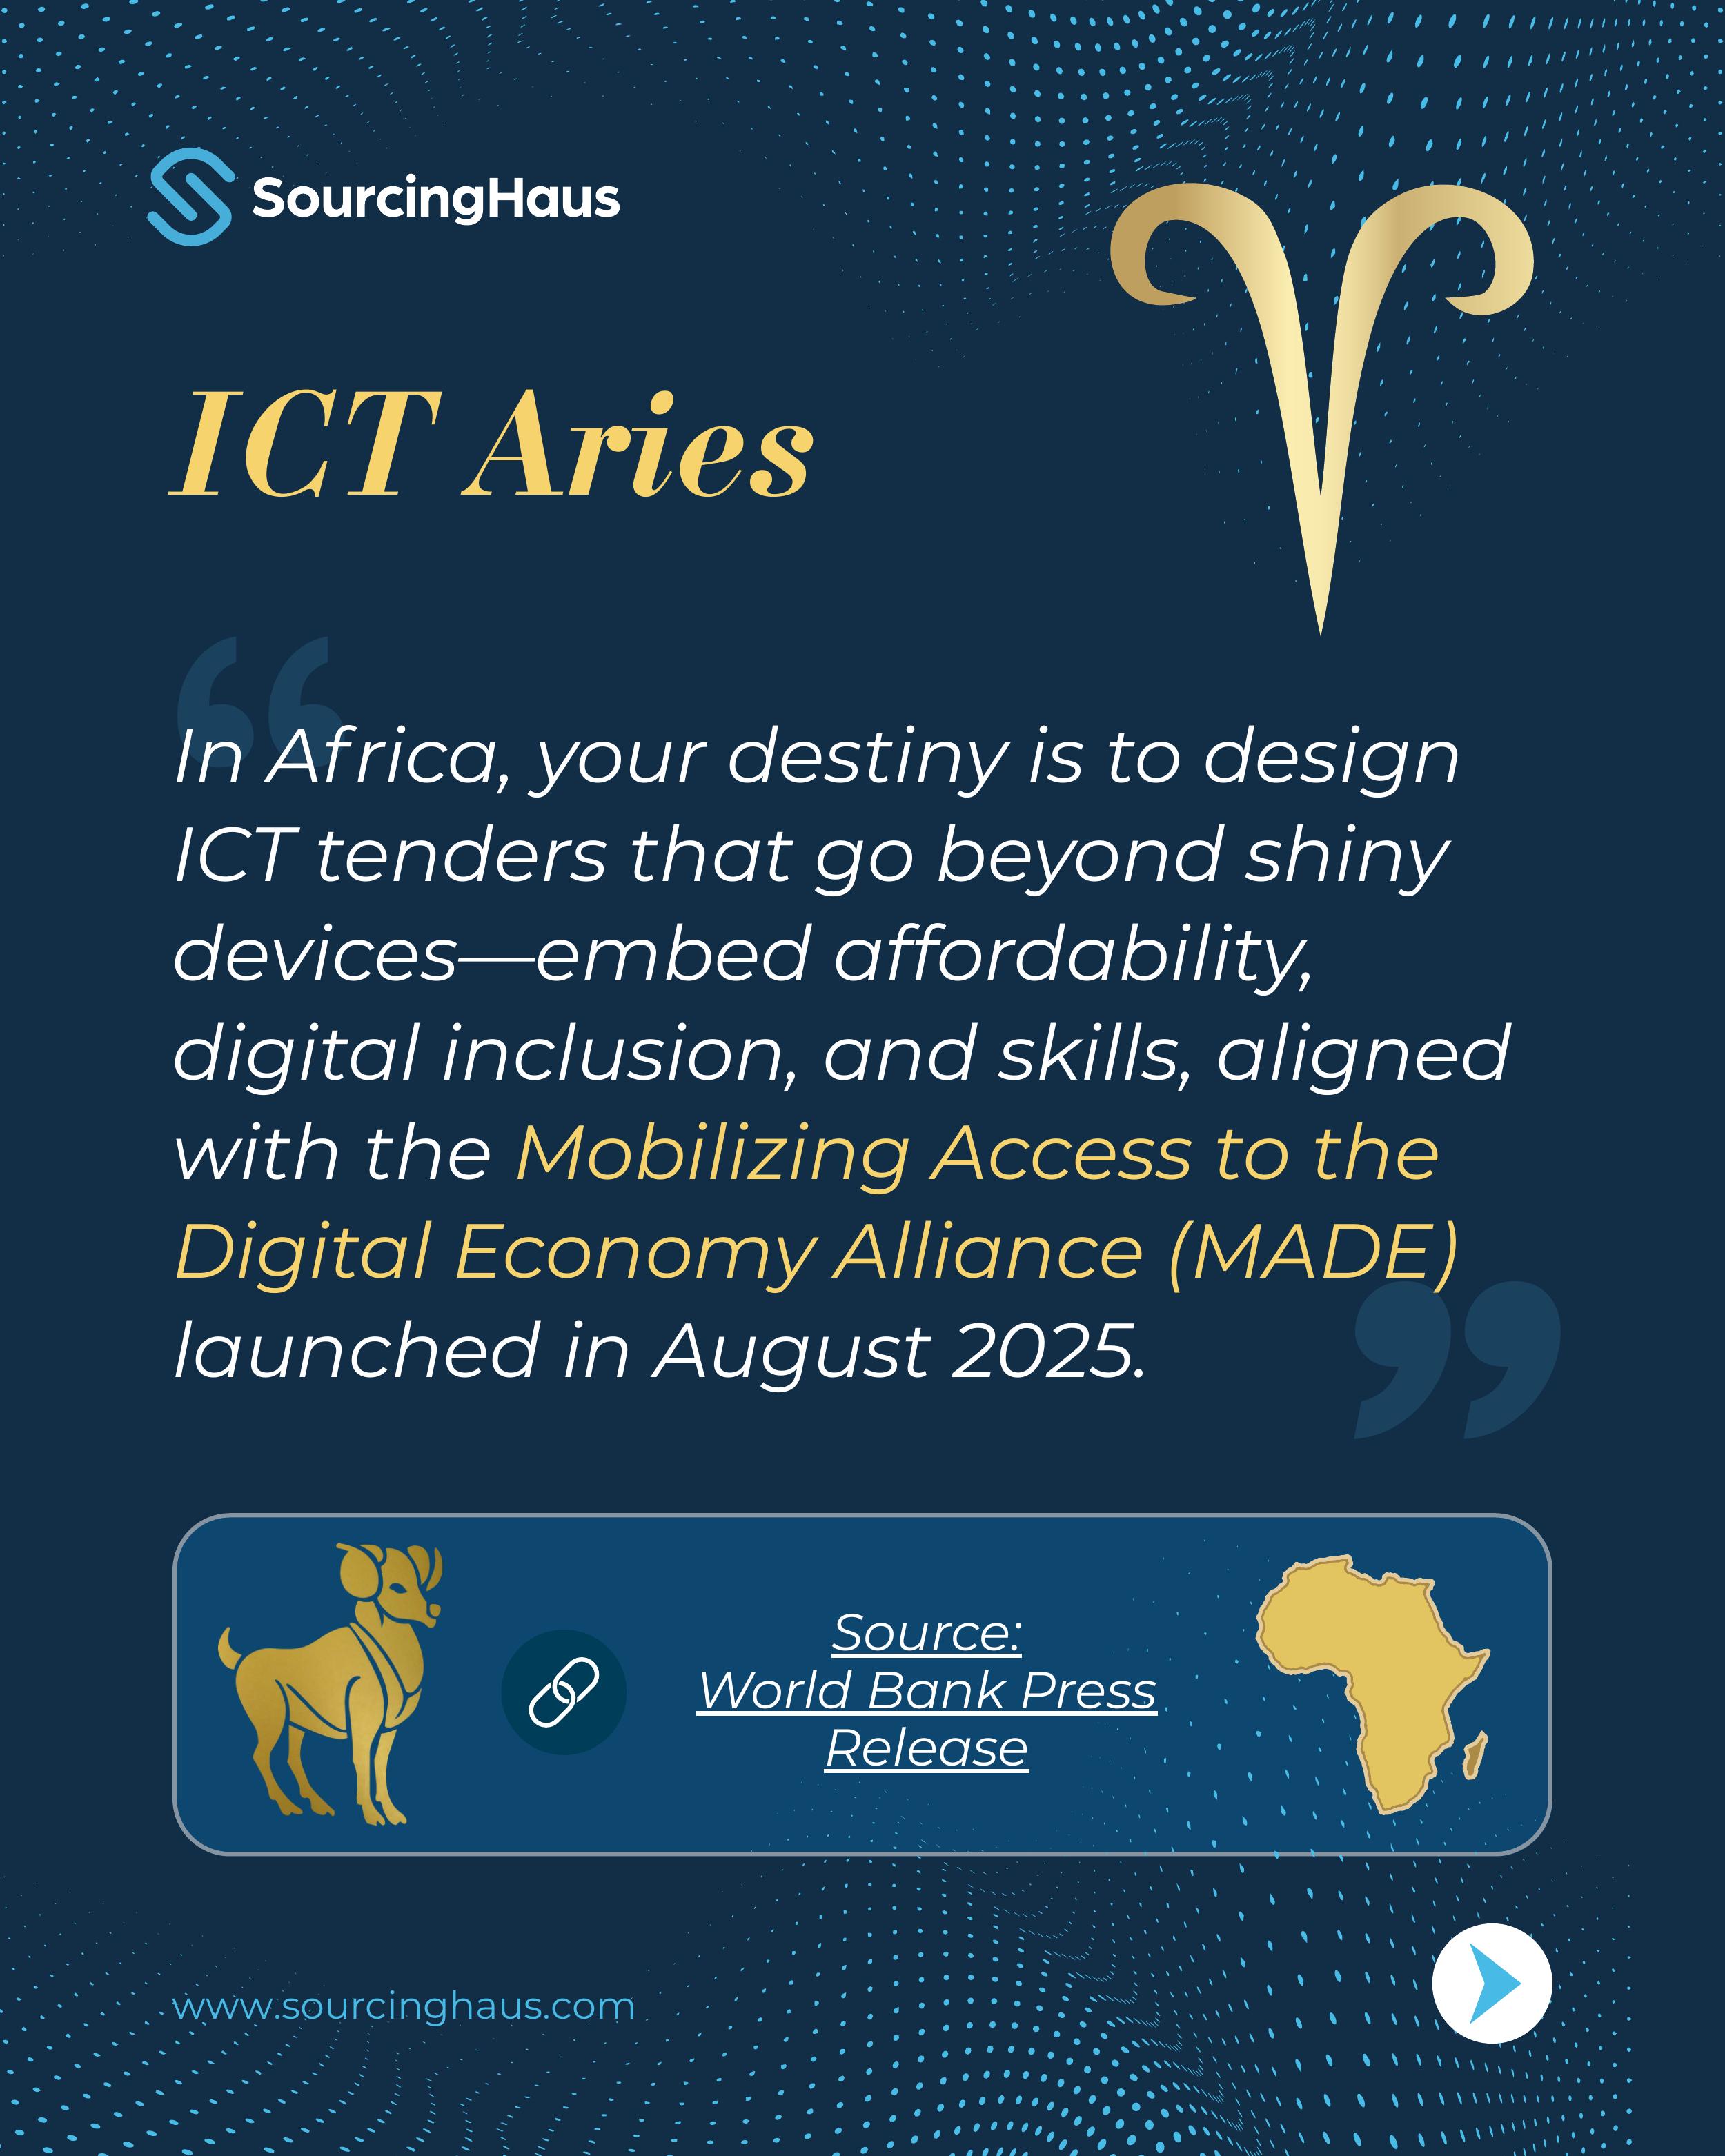 SourcingHaus
ICT Aries
In Africa, your destiny is to design
ICT tenders that go beyond shiny
devices—embed affordability,
digital inclusion, and skills, aligned
with the Mobilizing Access to the
Digital Economy Alliance (MADE)
launched in August 2025.
Source:
World Bank Press
Release
www.sourcinghaus.com